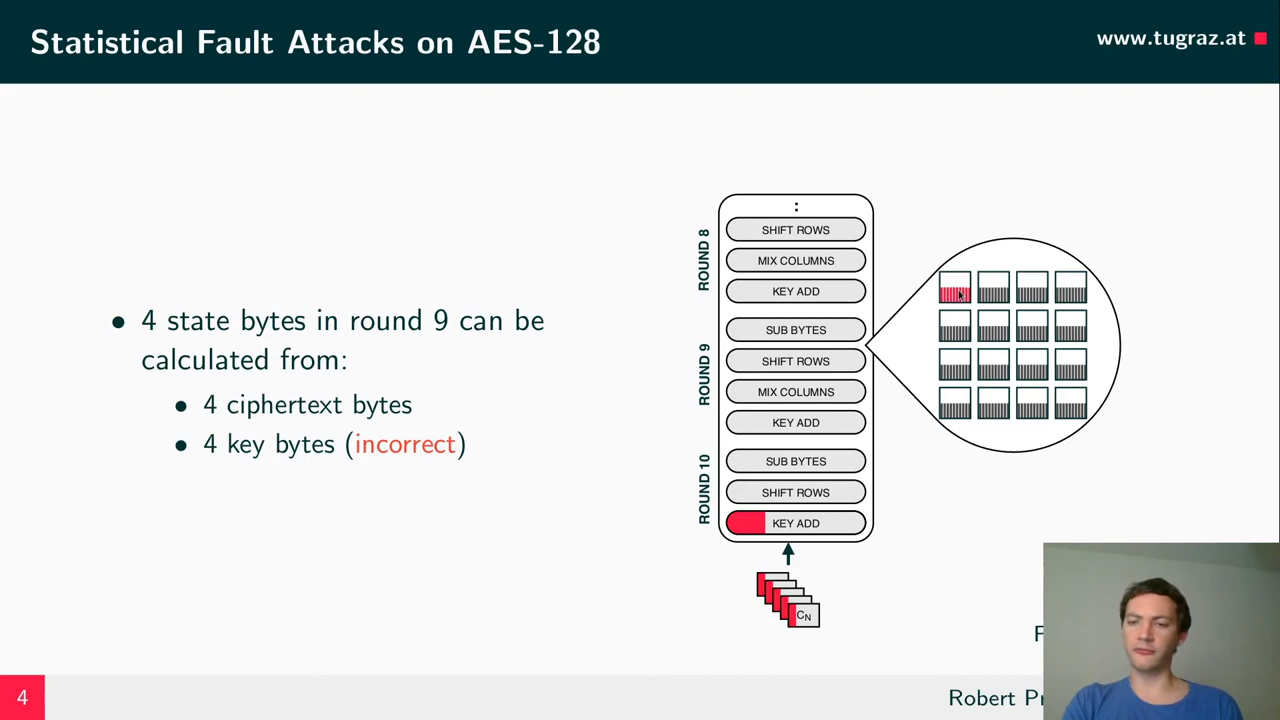 Statistical Fault Attacks on AES-128
www.tugraz.at
• 4 state bytes in round 9 can be
calculated from:
• 4 ciphertext bytes
• 4 key bytes (incorrect)
:
ROUND 8
SHIFT ROWS
MIX COLUMNS
KEY ADD
ROUND 9
SUB BYTES
SHIFT ROWS
MIX COLUMNS
KEY ADD
ROUND 10
SUB BYTES
SHIFT ROWS
KEY ADD
CN
4
Robert